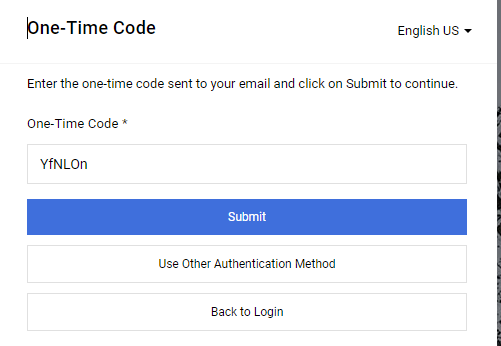 One-Time Code
English US
Enter the one-time code sent to your email and click on Submit to continue.
One-Time Code *
YfNLOn
Submit
Use Other Authentication Method
Back to Login